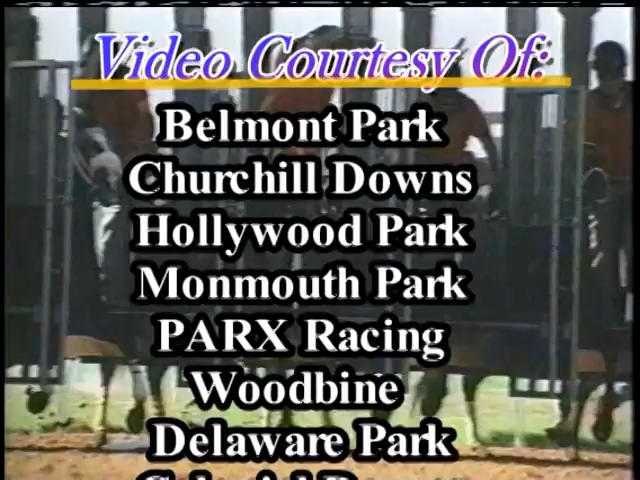 Video Courtesy Of:
Belmont Park
Churchill Downs
Hollywood Park
Monmouth Park
PARX Racing
Woodbine
Delaware Park